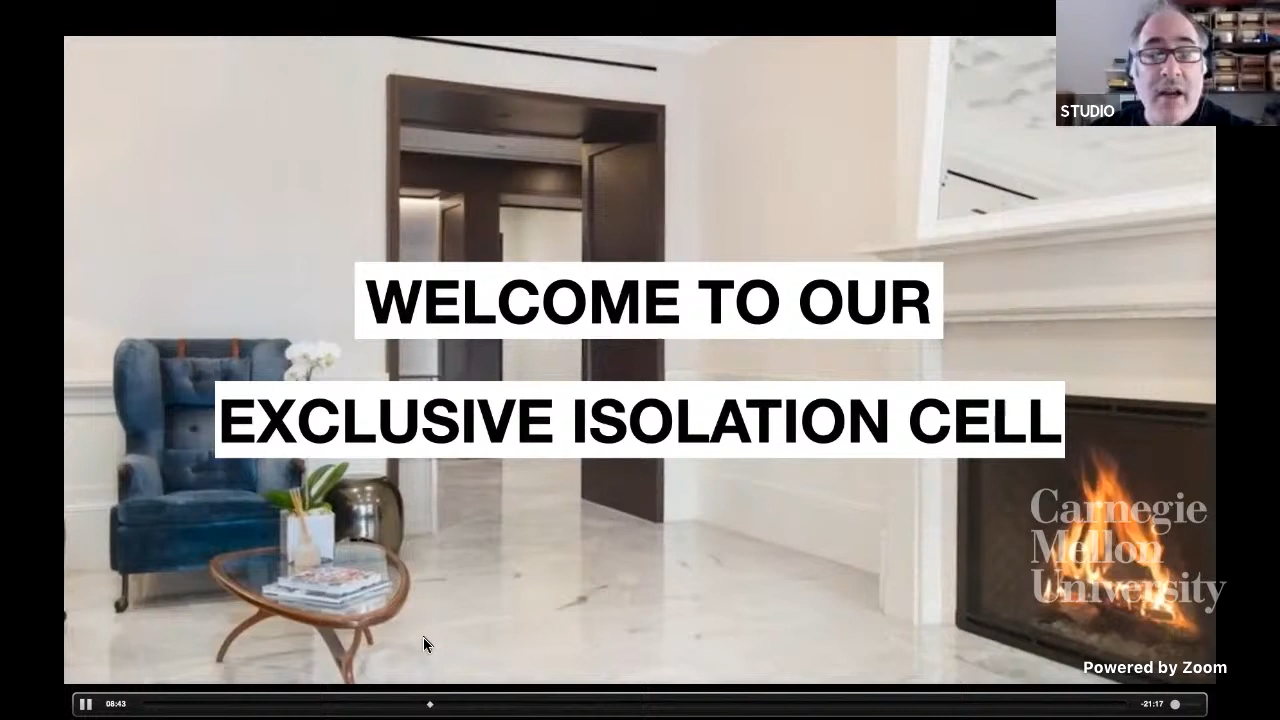 STUDIO
WELCOME TO OUR
EXCLUSIVE ISOLATION CELL
Carnegie
Mellon
University
Powered by Zoom
08:43
-21:17